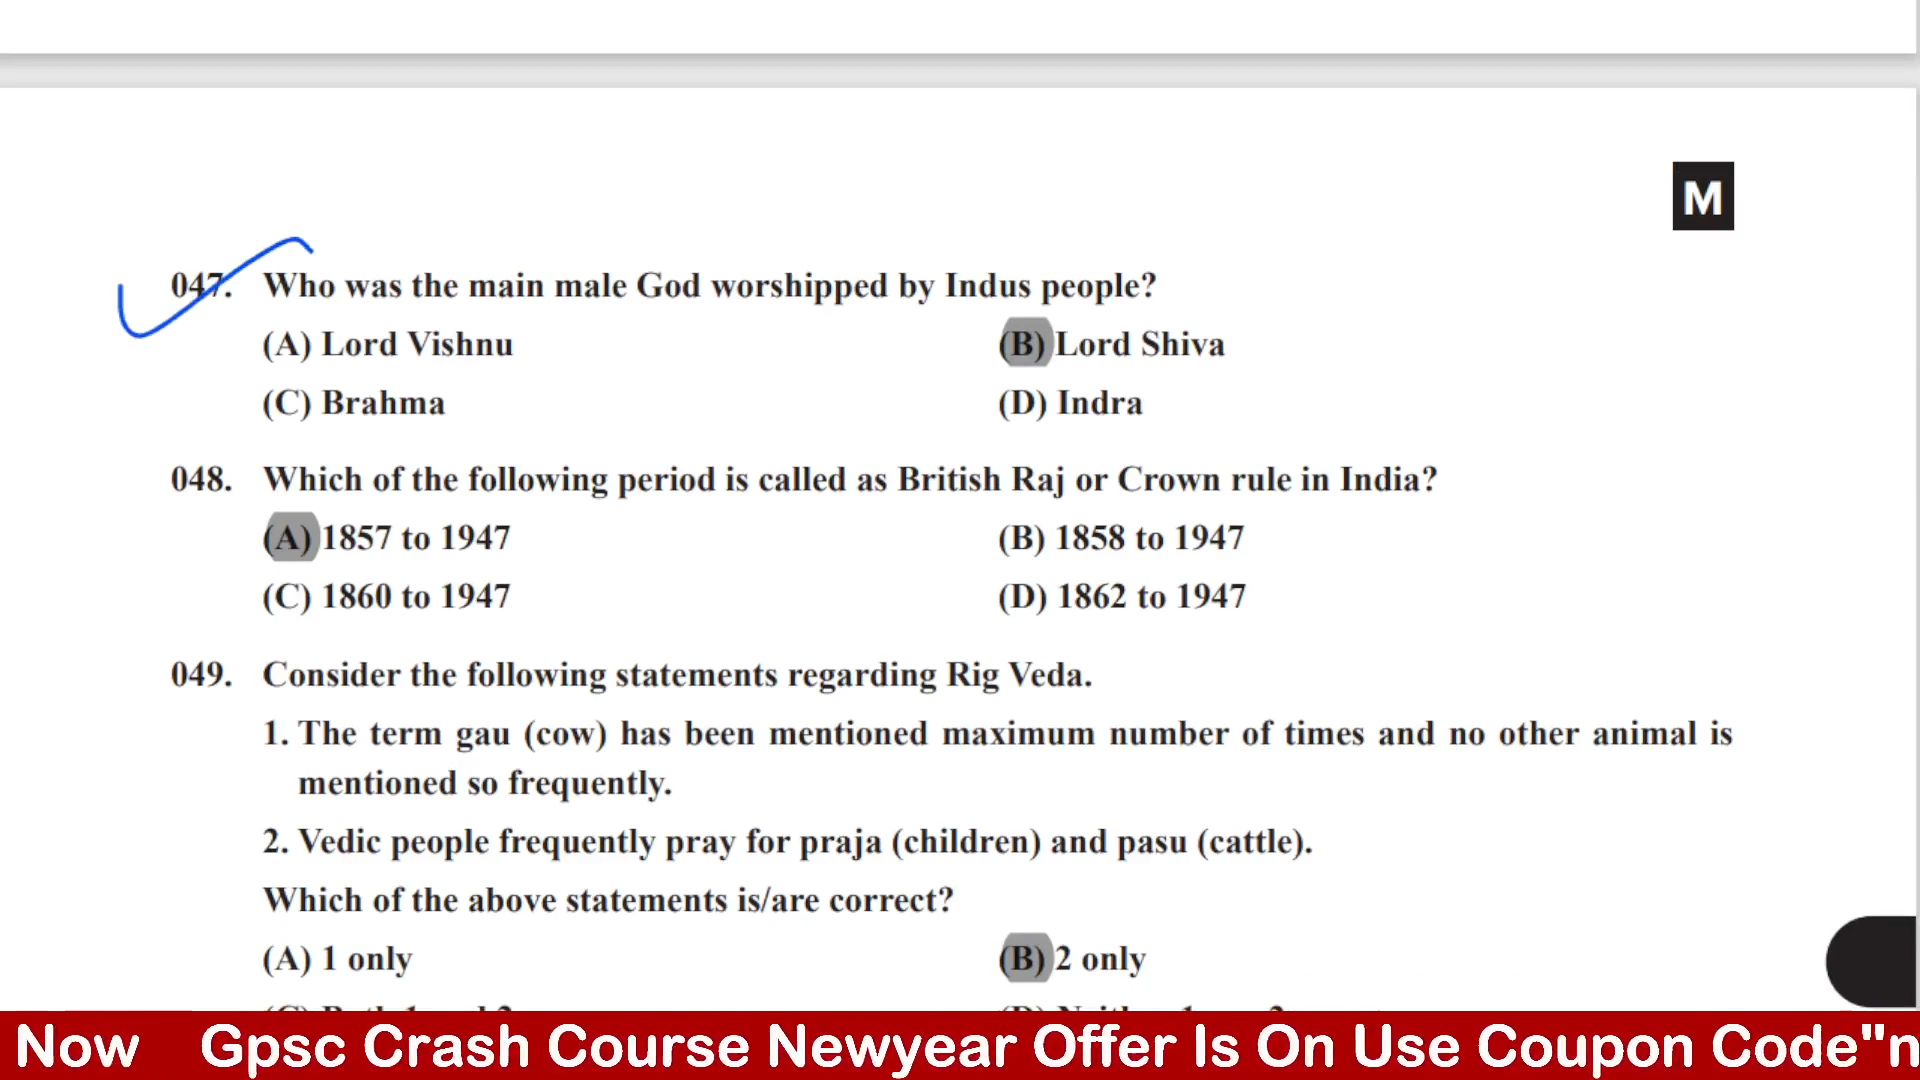 M
047. Who was the main male God worshipped by Indus people?
(A) Lord Vishnu (B) Lord Shiva
(C) Brahma (D) Indra
048. Which of the following period is called as British Raj or Crown rule in India?
(A) 1857 to 1947 (B) 1858 to 1947
(C) 1860 to 1947 (D) 1862 to 1947
049. Consider the following statements regarding Rig Veda.
1. The term gau (cow) has been mentioned maximum number of times and no other animal is
mentioned so frequently.
2. Vedic people frequently pray for praja (children) and pasu (cattle).
Which of the above statements is/are correct?
(A) 1 only (B) 2 only
Now Gpsc Crash Course Newyear Offer Is On Use Coupon Code"n